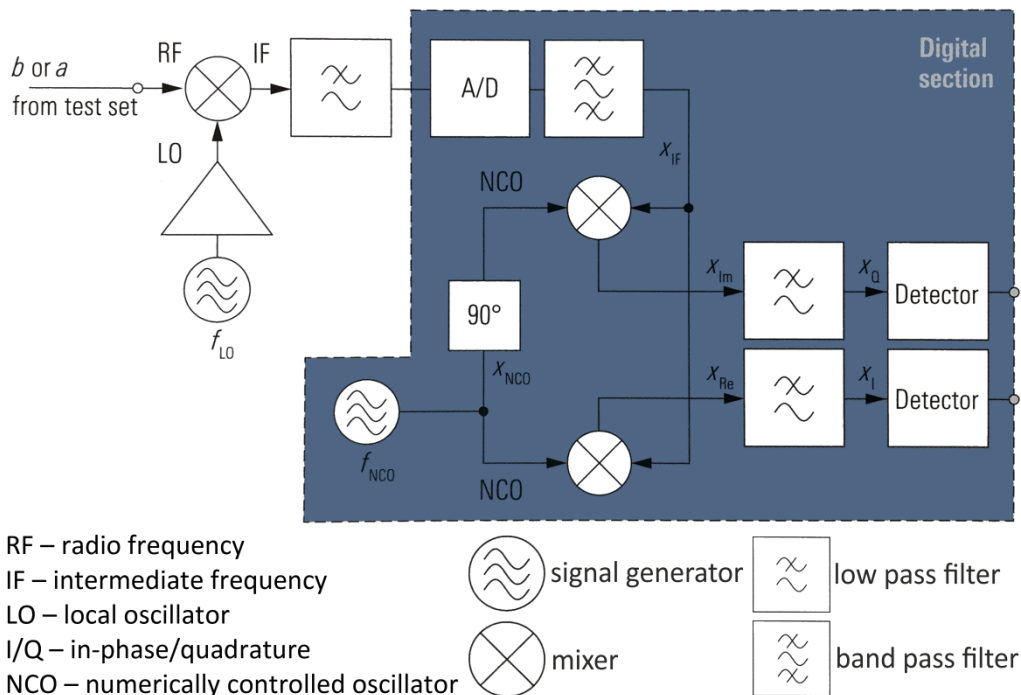 RF
IF
b or a
from test set
LO
f_LO
A/D
Digital
section
x_IF
NCO
90°
x_NCO
f_NCO
NCO
x_Im
x_Q
Detector
x_Re
x_I
Detector
RF – radio frequency
IF – intermediate frequency
LO – local oscillator
I/Q – in-phase/quadrature
NCO – numerically controlled oscillator
signal generator
mixer
low pass filter
band pass filter